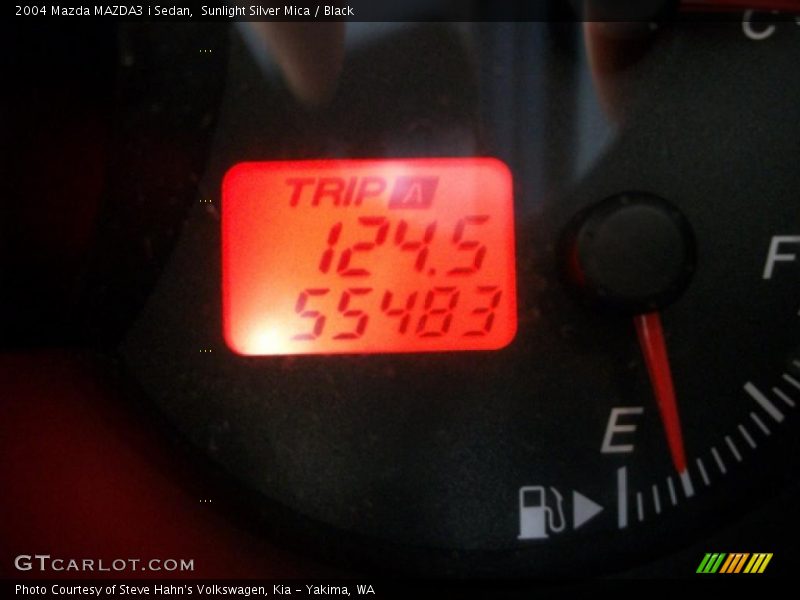 2004 Mazda MAZDA3 i Sedan,  Sunlight Silver Mica / Black
C
TRIP A
124.5
55483
F
E
GTCARLOT.COM
Photo Courtesy of Steve Hahn's Volkswagen, Kia - Yakima, WA